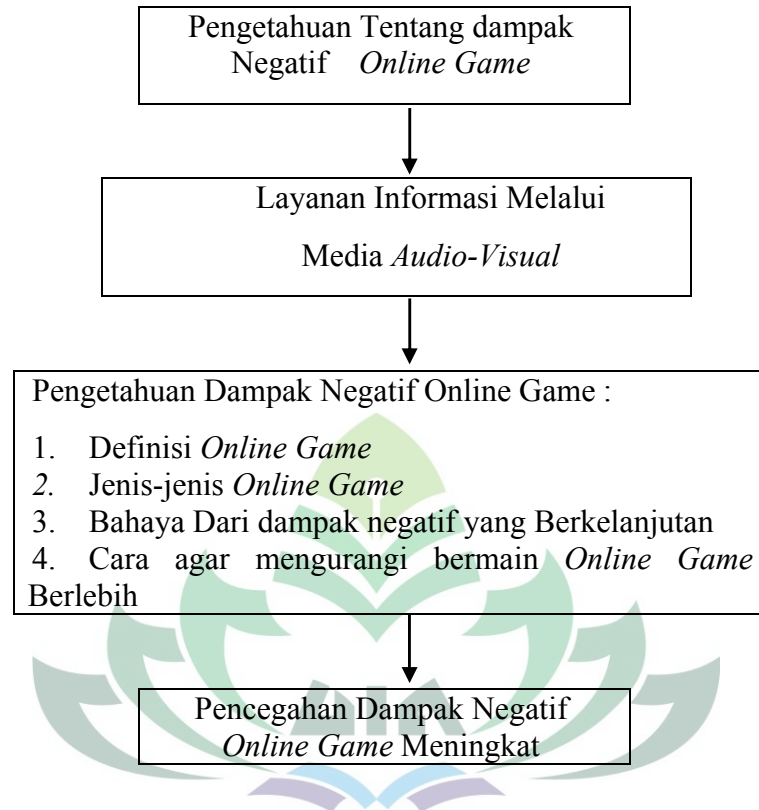 Pengetahuan Tentang dampak
Negatif Online Game
Layanan Informasi Melalui
Media Audio-Visual
Pengetahuan Dampak Negatif Online Game :
1. Definisi Online Game
2. Jenis-jenis Online Game
3. Bahaya Dari dampak negatif yang Berkelanjutan
4. Cara agar mengurangi bermain Online Game
Berlebih
Pencegahan Dampak Negatif
Online Game Meningkat